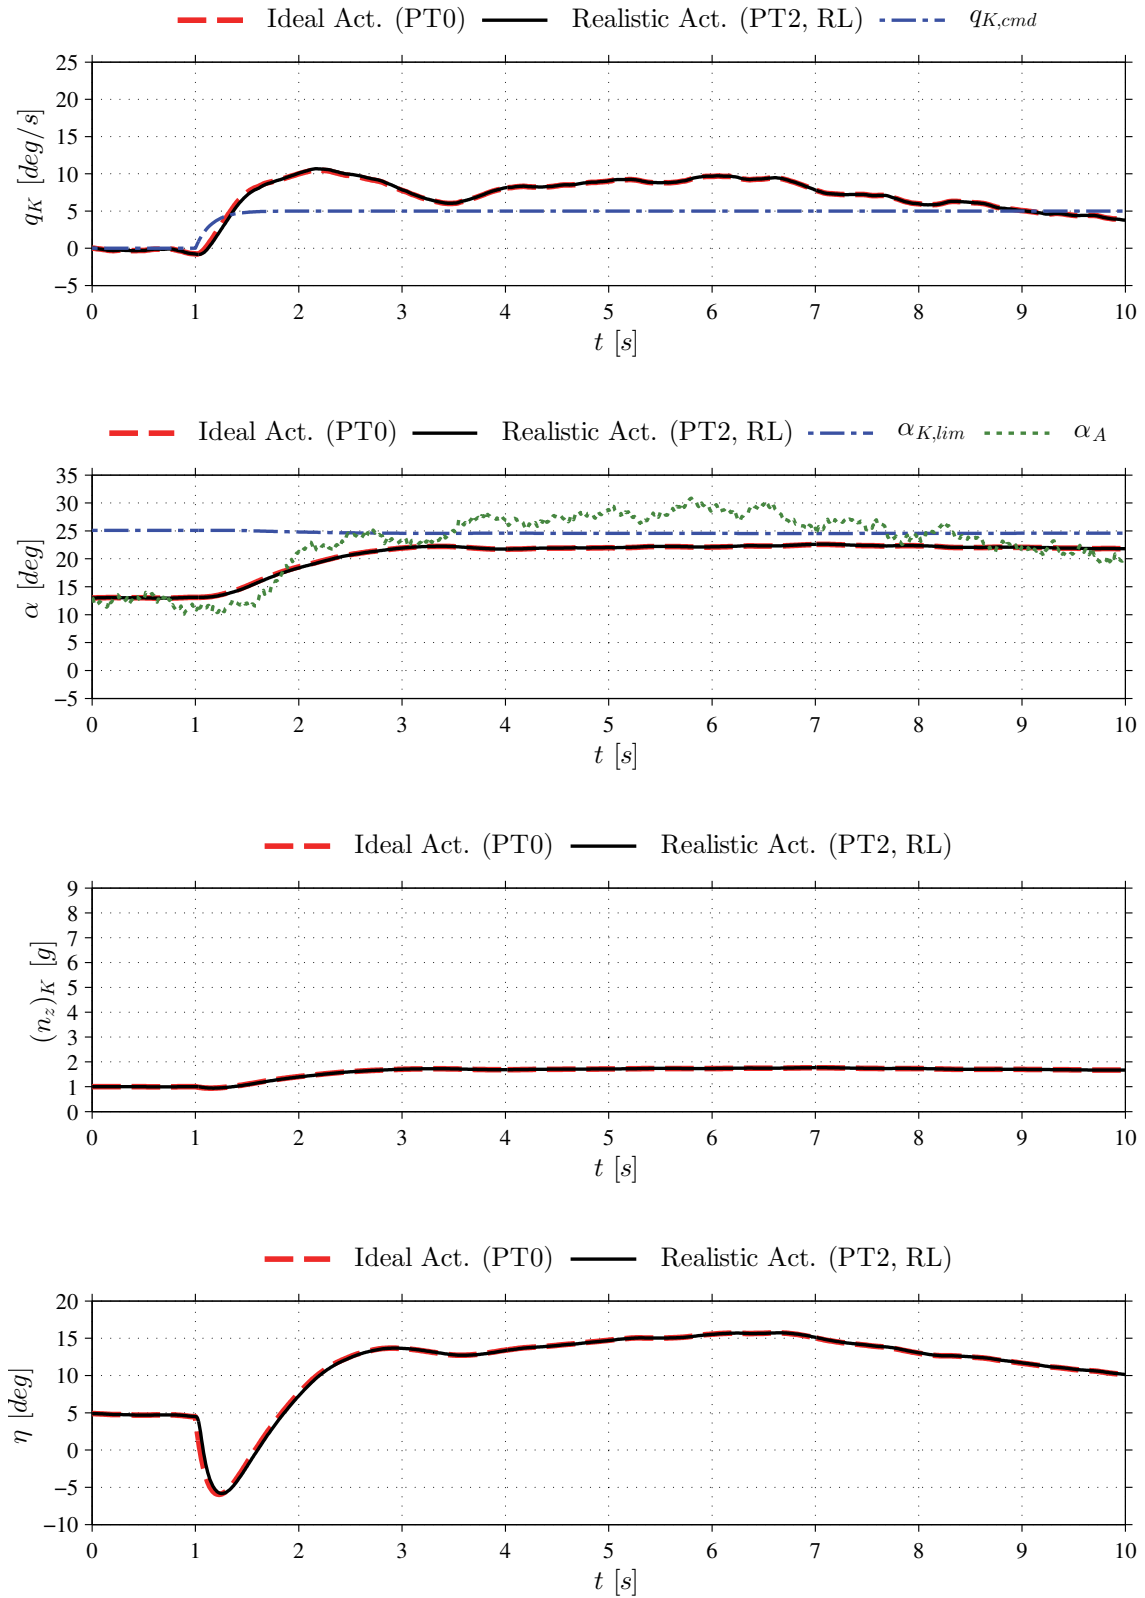 Ideal Act. (PT0) Realistic Act. (PT2, RL) q_{K,cmd}
25
20
15
10
5
0
−5
q_K [deg/s]
0 1 2 3 4 5 6 7 8 9 10
t [s]
Ideal Act. (PT0) Realistic Act. (PT2, RL) α_{K,lim} α_A
35
30
25
20
15
10
5
0
−5
α [deg]
0 1 2 3 4 5 6 7 8 9 10
t [s]
Ideal Act. (PT0) Realistic Act. (PT2, RL)
9
8
7
6
5
4
3
2
1
0
(n_z)_K [g]
0 1 2 3 4 5 6 7 8 9 10
t [s]
Ideal Act. (PT0) Realistic Act. (PT2, RL)
20
15
10
5
0
−5
−10
η [deg]
0 1 2 3 4 5 6 7 8 9 10
t [s]